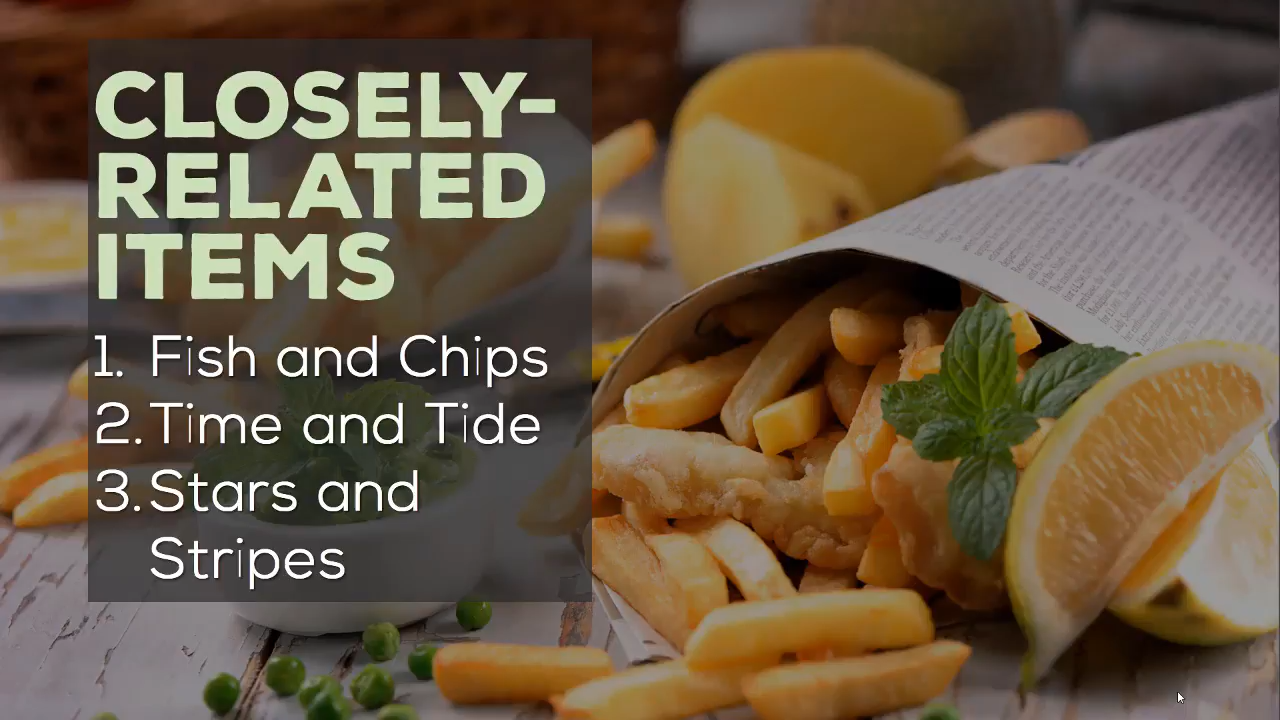 CLOSELY-
RELATED
ITEMS
1. Fish and Chips
2. Time and Tide
3. Stars and
Stripes